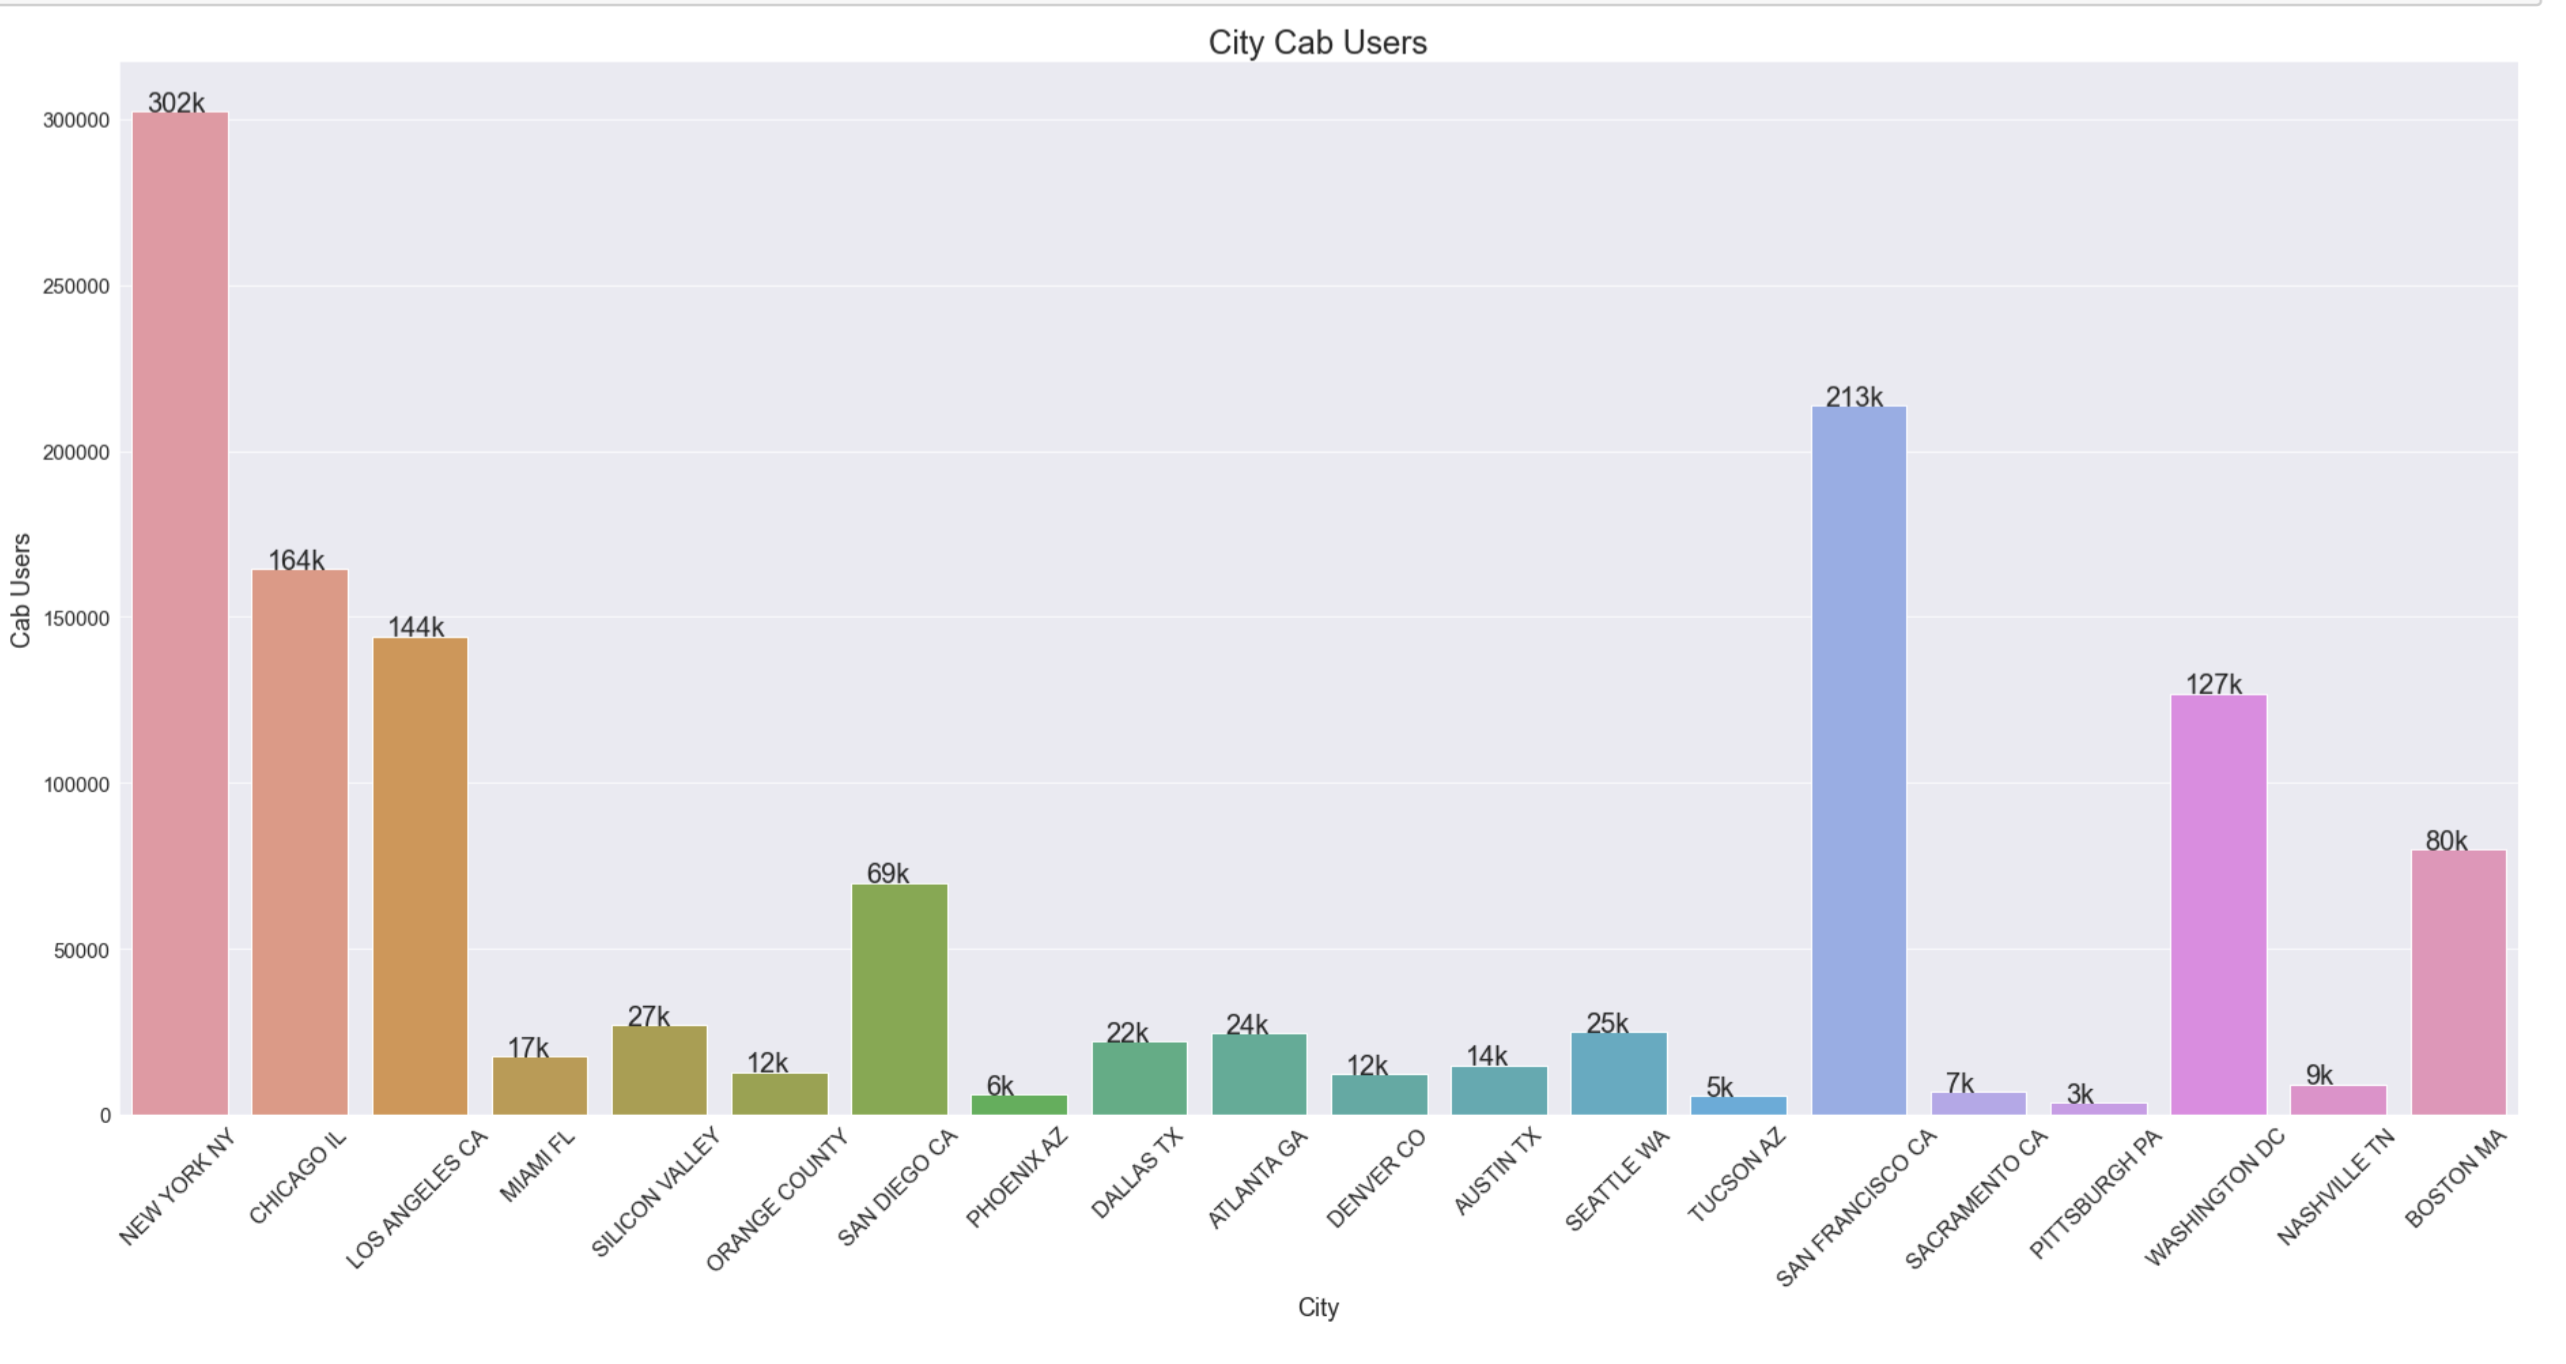 City Cab Users
302k
300000
250000
213k
200000
164k
150000
144k
127k
100000
80k
69k
50000
27k
25k
24k
22k
17k
14k
12k
12k
9k
7k
6k
5k
3k
0
Cab Users
NEW YORK NY
CHICAGO IL
LOS ANGELES CA
MIAMI FL
SILICON VALLEY
ORANGE COUNTY
SAN DIEGO CA
PHOENIX AZ
DALLAS TX
ATLANTA GA
DENVER CO
AUSTIN TX
SEATTLE WA
TUCSON AZ
SAN FRANCISCO CA
SACRAMENTO CA
PITTSBURGH PA
WASHINGTON DC
NASHVILLE TN
BOSTON MA
City